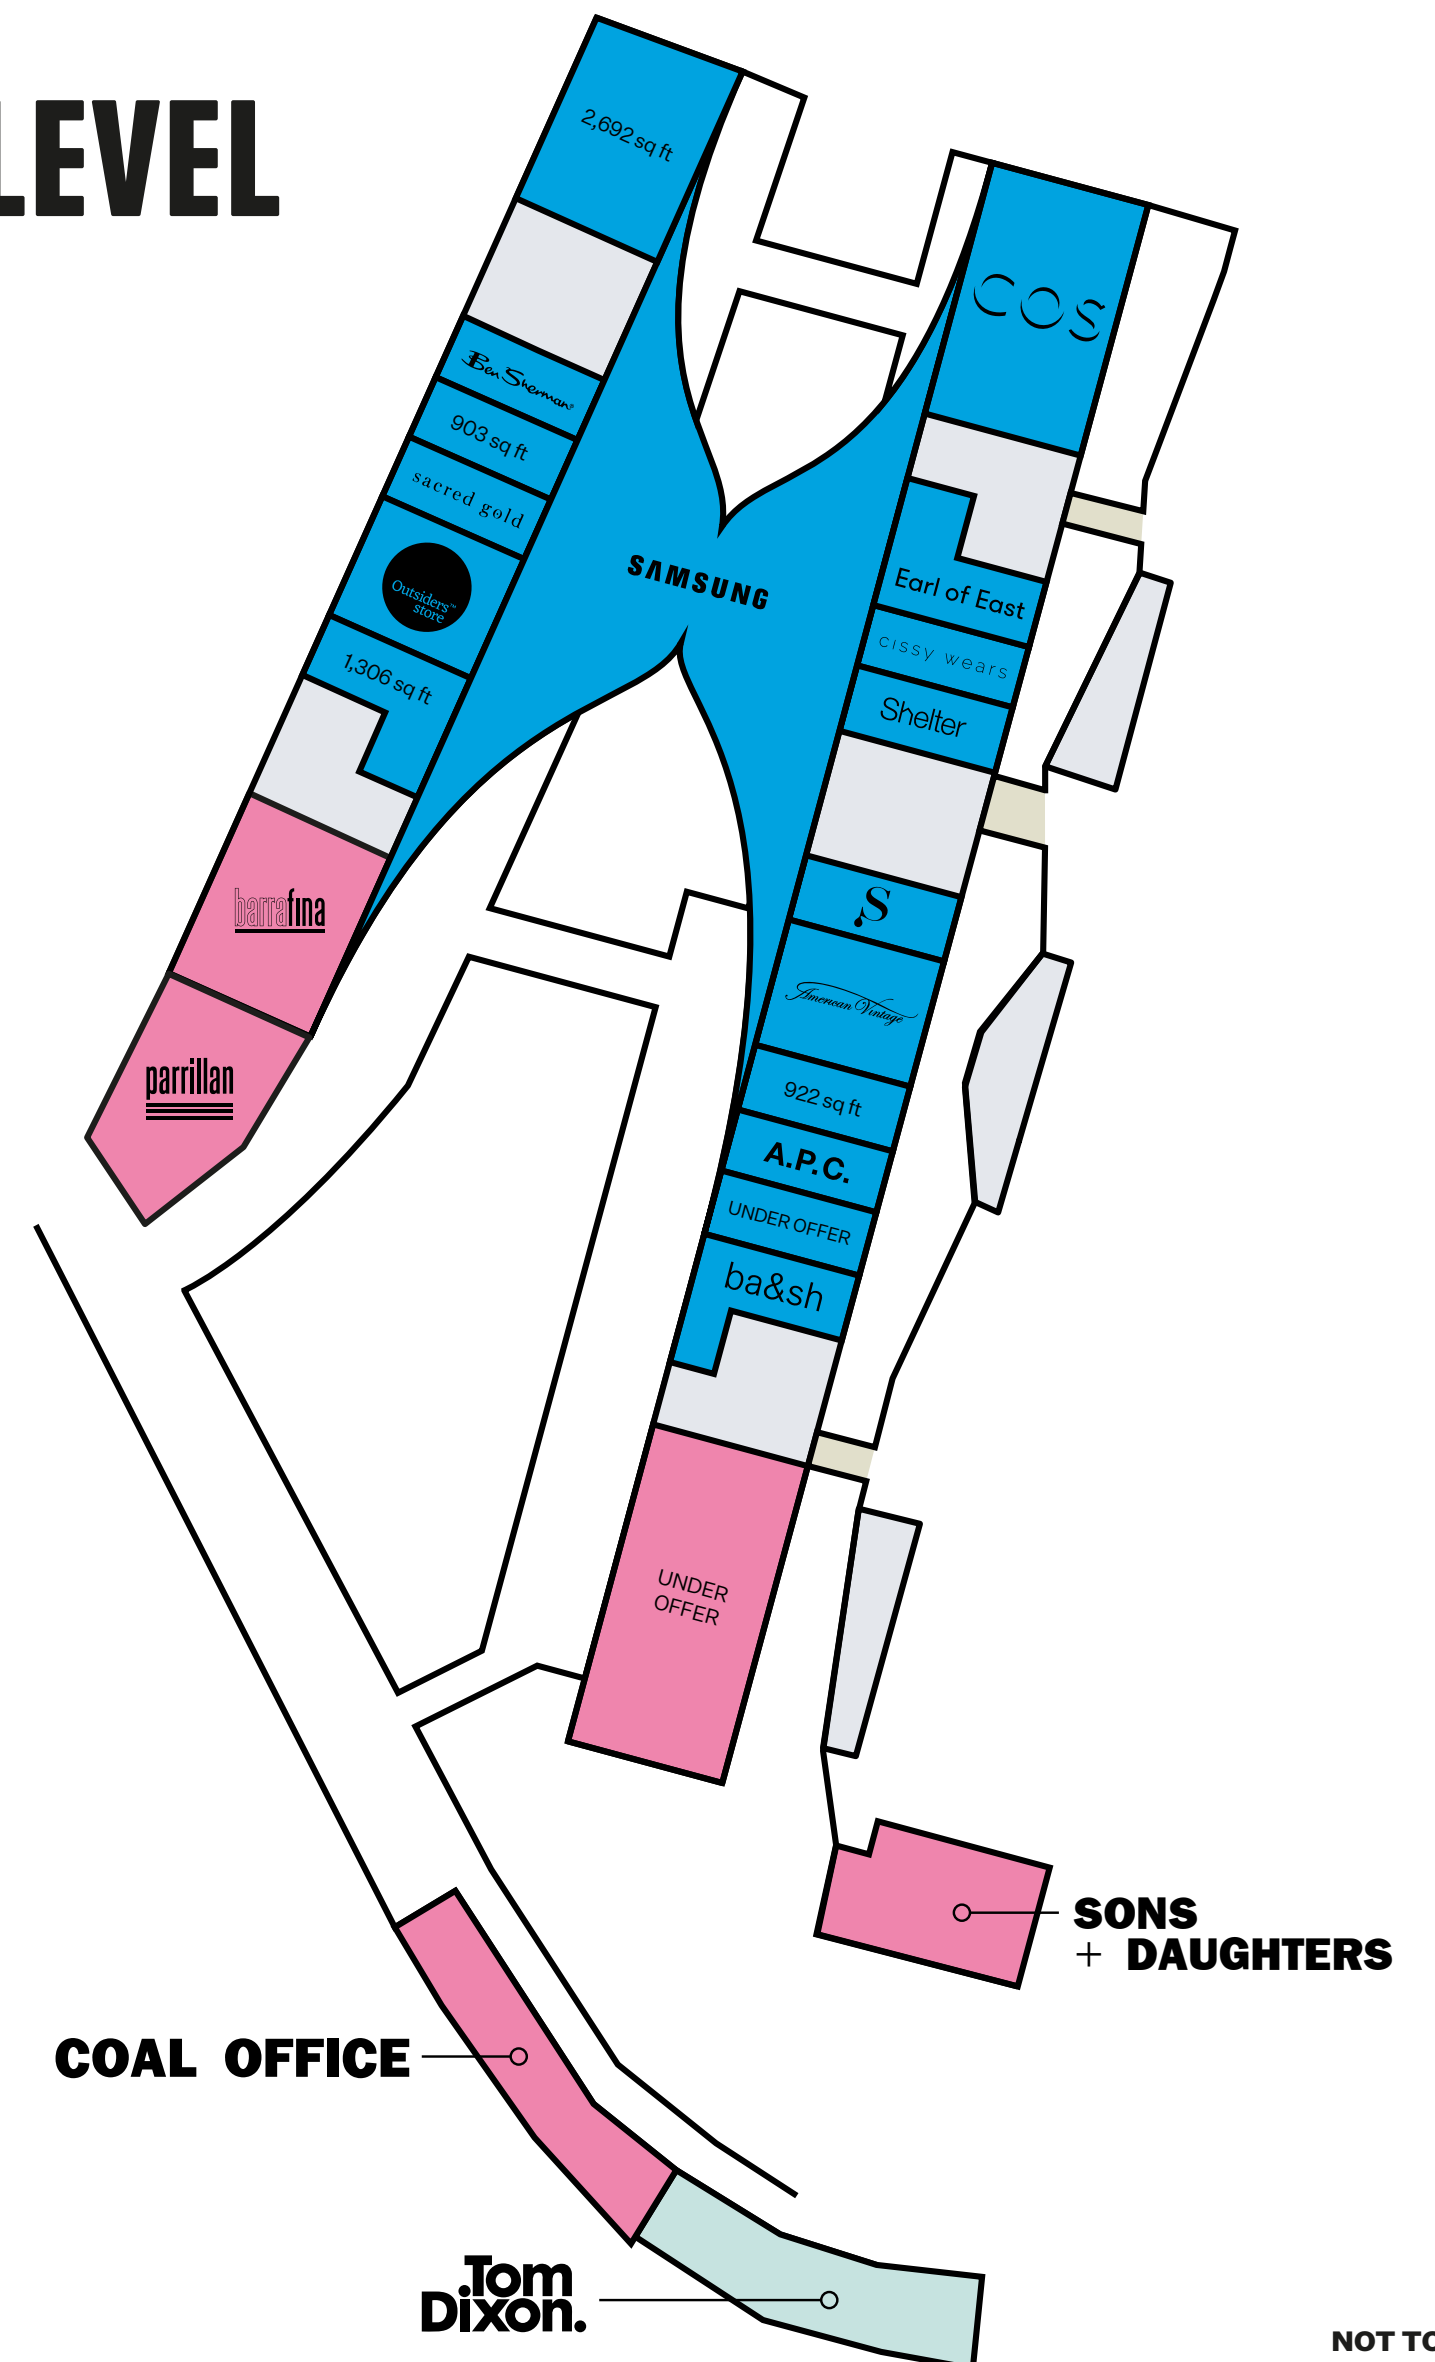 LEVEL
2,692 sq ft
COS
Ben Sherman®
903 sq ft
sacred gold
Outsiders™
store
SAMSUNG
Earl of East
cissy wears
1,306 sq ft
Shelter
barrafina
S
American Vintage
parrillan
922 sq ft
A.P.C.
UNDER OFFER
ba&sh
UNDER
OFFER
SONS
+ DAUGHTERS
COAL OFFICE
Tom
Dixon.
NOT TO